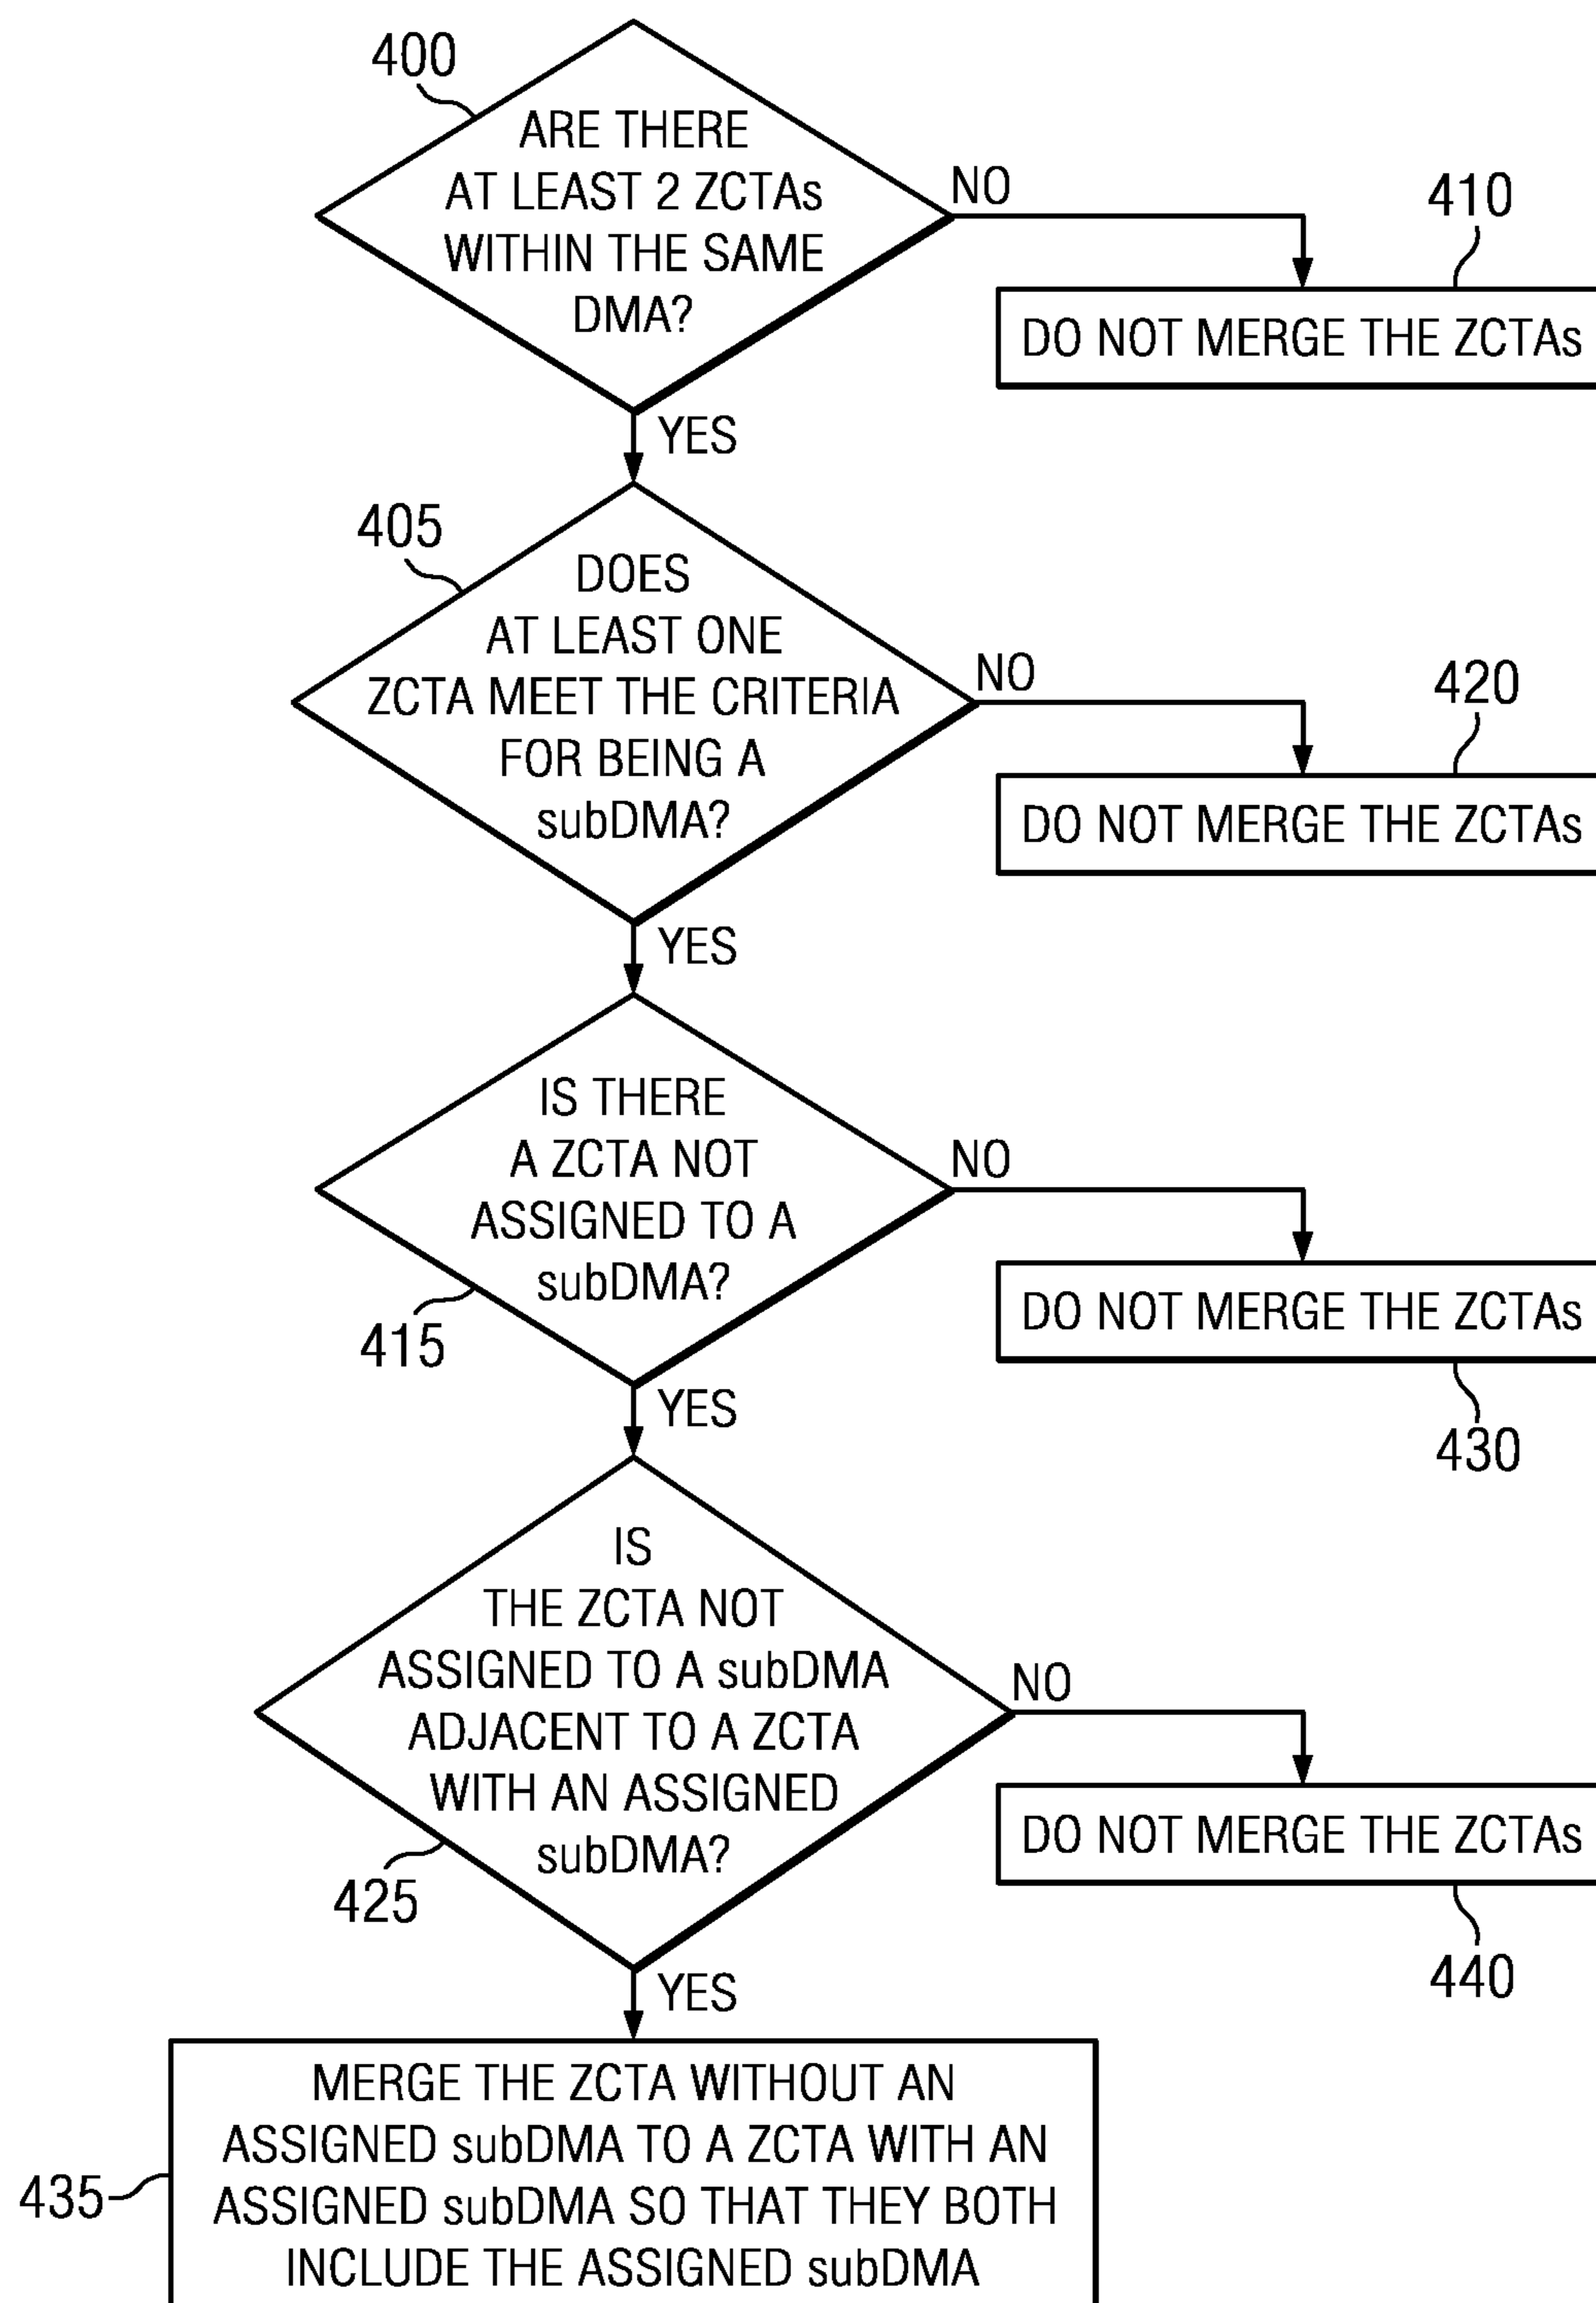 400
ARE THERE
AT LEAST 2 ZCTAs
WITHIN THE SAME
DMA?
NO
410
DO NOT MERGE THE ZCTAs
YES
405
DOES
AT LEAST ONE
ZCTA MEET THE CRITERIA
FOR BEING A
subDMA?
NO
420
DO NOT MERGE THE ZCTAs
YES
IS THERE
A ZCTA NOT
ASSIGNED TO A
subDMA?
415
NO
DO NOT MERGE THE ZCTAs
430
YES
IS
THE ZCTA NOT
ASSIGNED TO A subDMA
ADJACENT TO A ZCTA
WITH AN ASSIGNED
subDMA?
425
NO
DO NOT MERGE THE ZCTAs
440
YES
435
MERGE THE ZCTA WITHOUT AN
ASSIGNED subDMA TO A ZCTA WITH AN
ASSIGNED subDMA SO THAT THEY BOTH
INCLUDE THE ASSIGNED subDMA